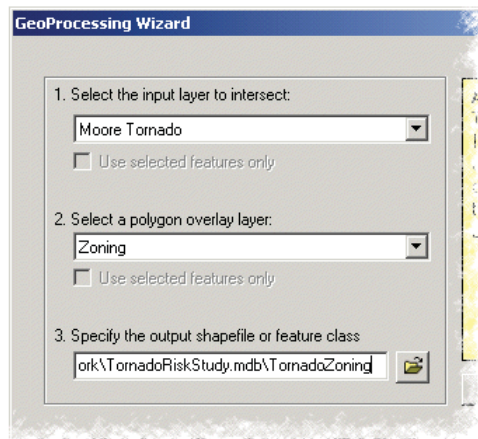 GeoProcessing Wizard
1. Select the input layer to intersect:
Moore Tornado
Use selected features only
2. Select a polygon overlay layer:
Zoning
Use selected features only
3. Specify the output shapefile or feature class
ork\TornadoRiskStudy.mdb\TornadoZoning